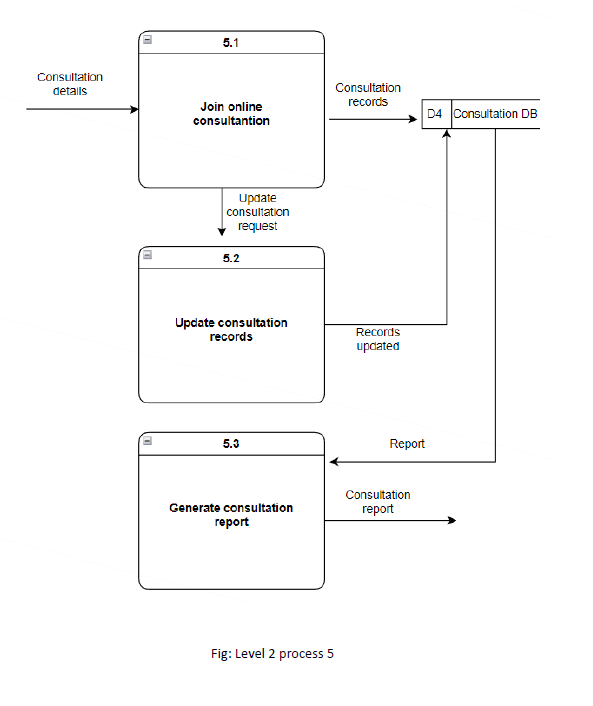 5.1
Consultation
details
Join online
consultantion
Consultation
records
D4
Consultation DB
Update
consultation
request
5.2
Update consultation
records
Records
updated
5.3
Report
Generate consultation
report
Consultation
report
Fig: Level 2 process 5